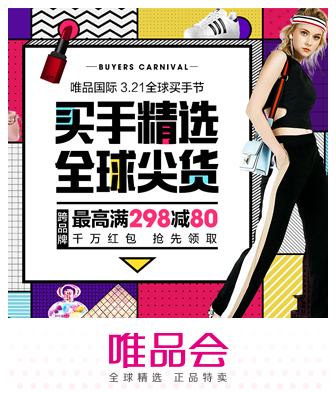 BUYERS CARNIVAL
唯品国际 3.21全球买手节
买手精选
全球尖货
跨品牌
最高满298减80
千万红包 抢先领取
唯品会
全球精选 正品特卖